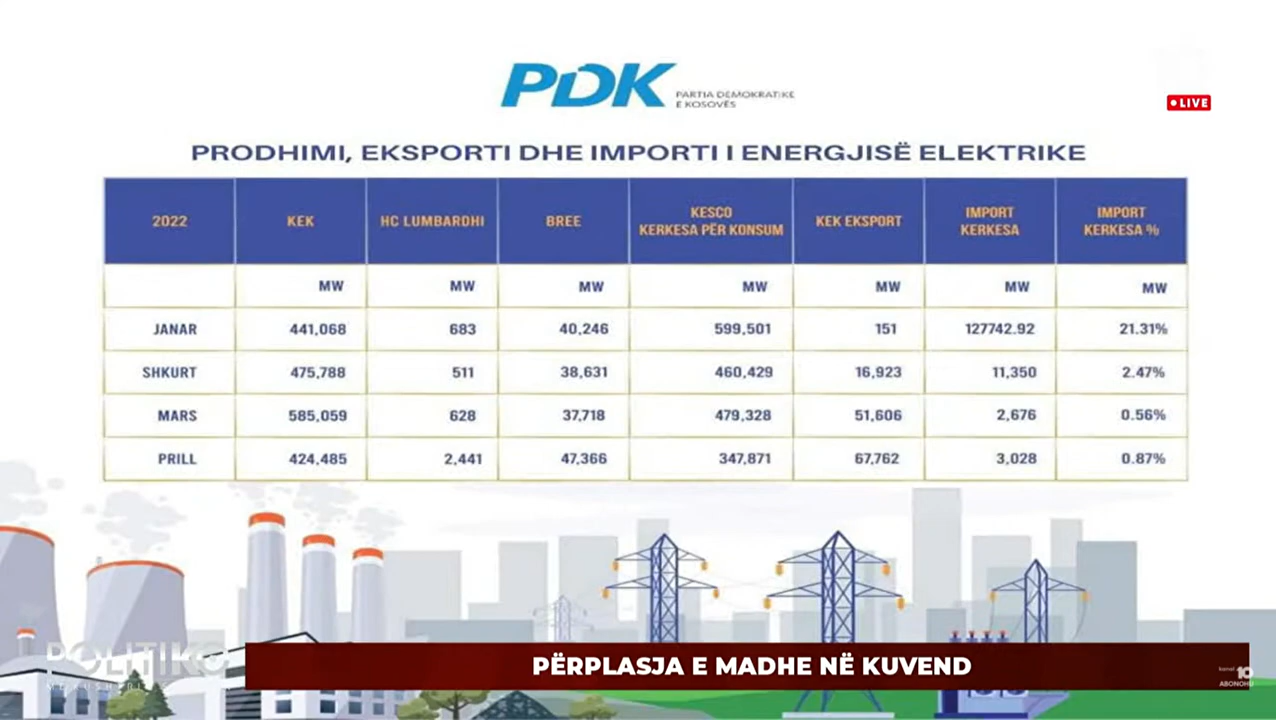 PDK
PARTIA DEMOKRATIKE
E KOSOVËS
LIVE
PRODHIMI, EKSPORTI DHE IMPORTI I ENERGJISË ELEKTRIKE
2022 KEK HC LUMBARDHI BREE KESCO KERKESA PËR KONSUM KEK EKSPORT IMPORT KERKESA IMPORT KERKESA %
MW MW MW MW MW MW MW
JANAR 441,068 683 40,246 599,501 151 127742.92 21.31%
SHKURT 475,788 511 38,631 460,429 16,923 11,350 2.47%
MARS 585,059 628 37,718 479,328 51,606 2,676 0.56%
PRILL 424,485 2,441 47,366 347,871 67,762 3,028 0.87%
POLITIKO
PËRPLASJA E MADHE NË KUVEND
kanal 10
ABONOHU